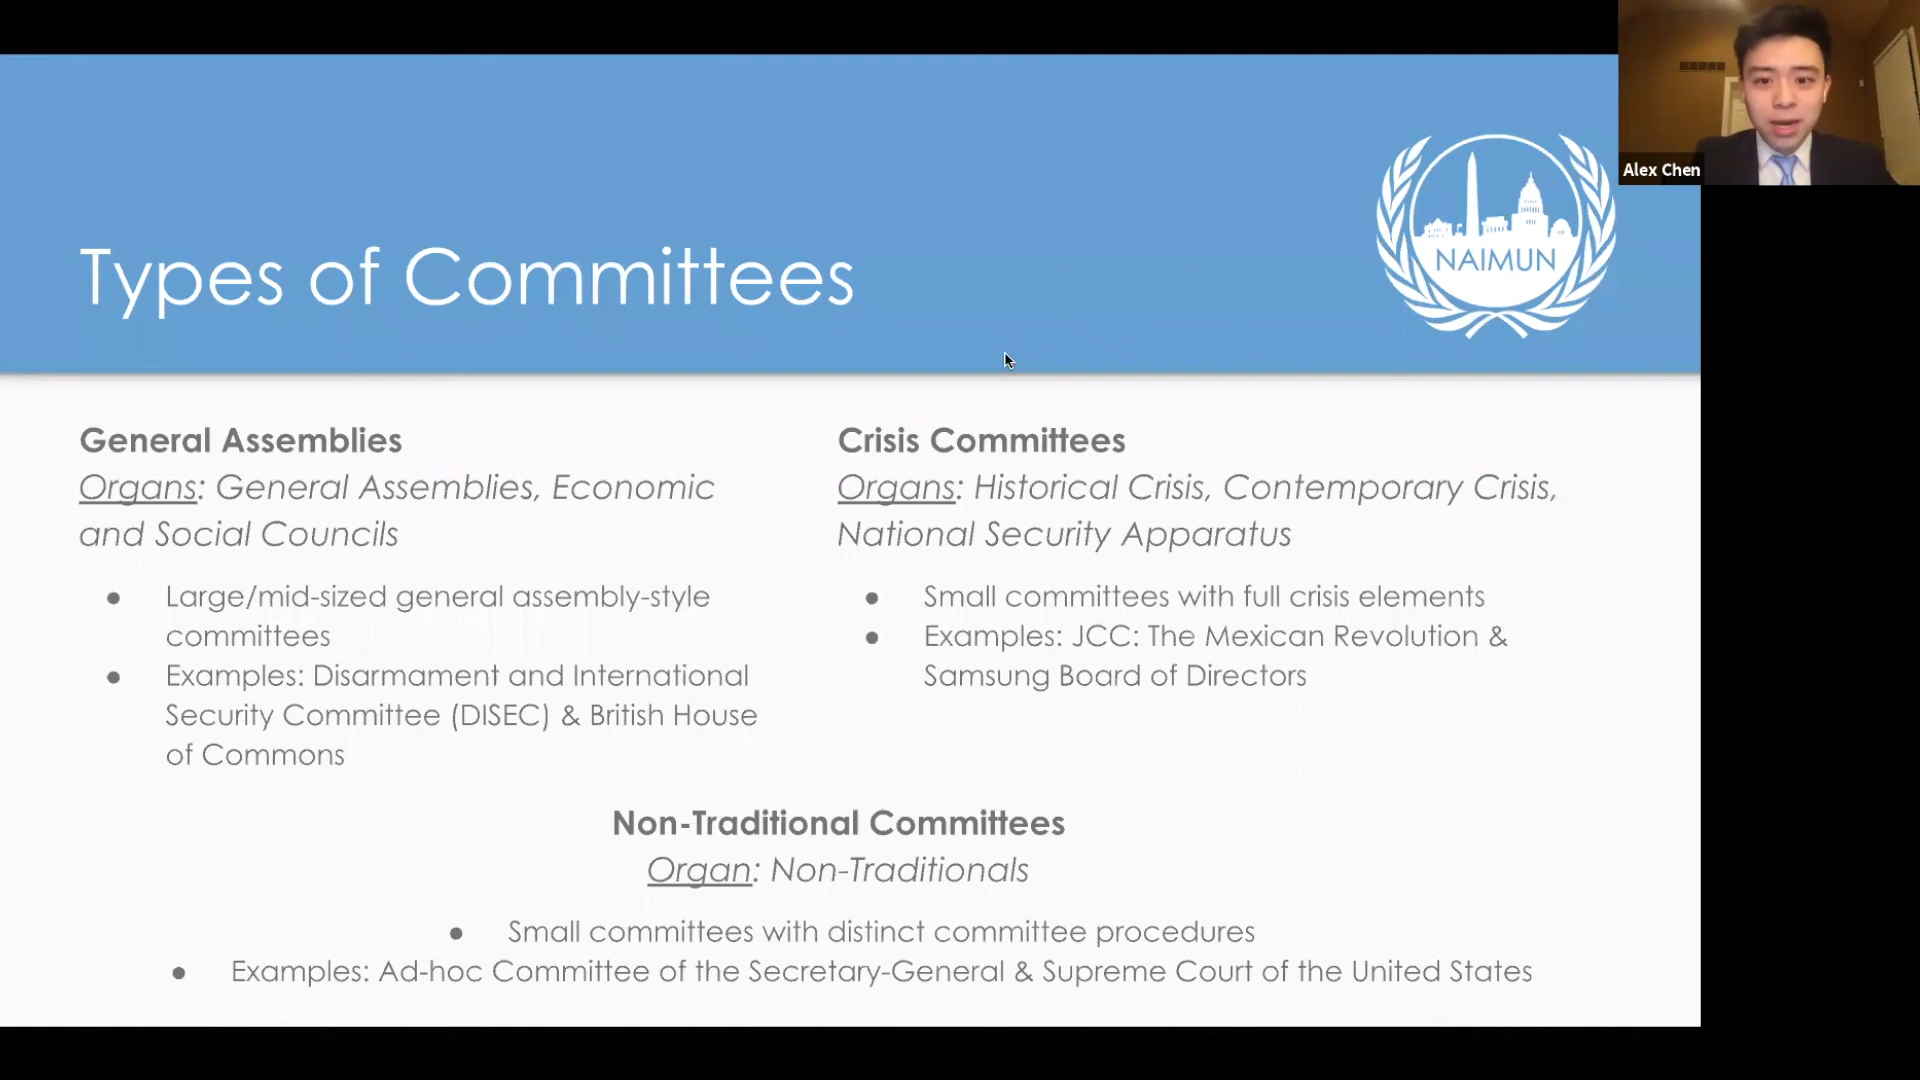 Alex Chen
NAIMUN
Types of Committees
General Assemblies
Organs: General Assemblies, Economic
and Social Councils
● Large/mid-sized general assembly-style
committees
● Examples: Disarmament and International
Security Committee (DISEC) & British House
of Commons
Crisis Committees
Organs: Historical Crisis, Contemporary Crisis,
National Security Apparatus
● Small committees with full crisis elements
● Examples: JCC: The Mexican Revolution &
Samsung Board of Directors
Non-Traditional Committees
Organ: Non-Traditionals
● Small committees with distinct committee procedures
● Examples: Ad-hoc Committee of the Secretary-General & Supreme Court of the United States